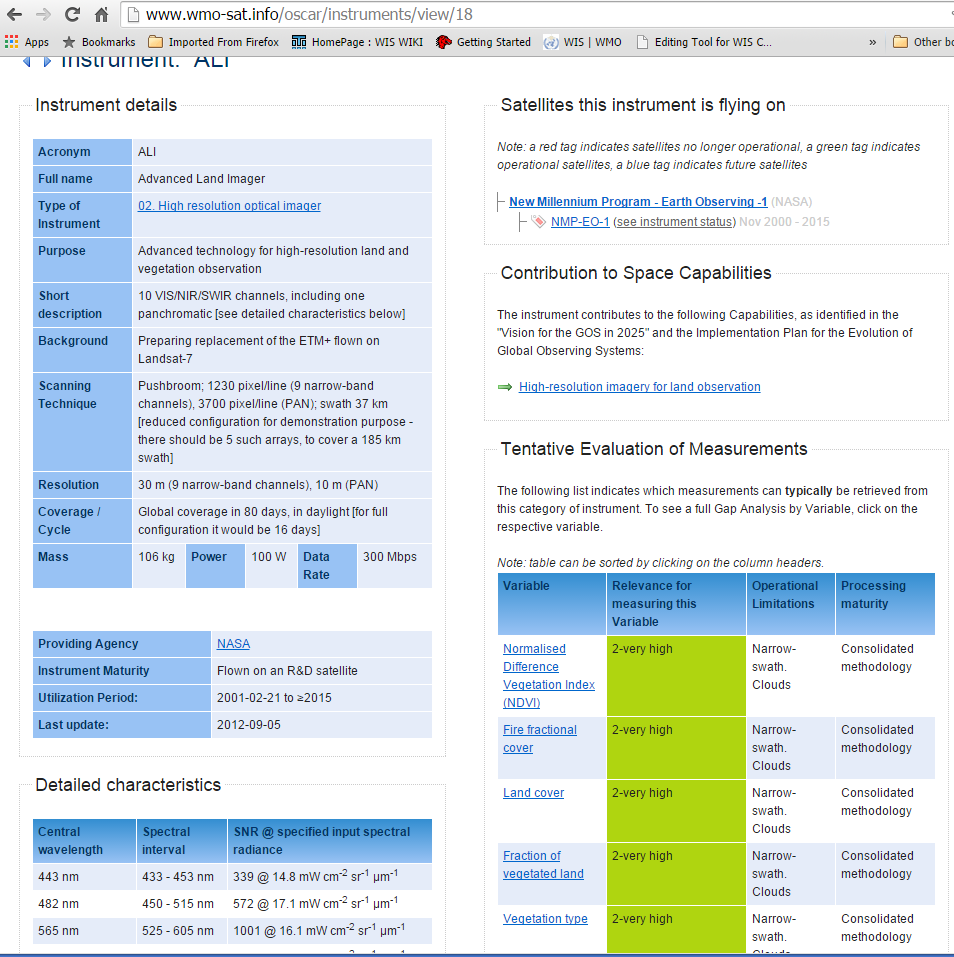 www.wmo-sat.info/oscar/instruments/view/18
Apps Bookmarks Imported From Firefox HomePage : WIS WIKI Getting Started WIS | WMO Editing Tool for WIS C... » Other bo
Instrument: ALI
Instrument details
Acronym ALI
Full name Advanced Land Imager
Type of 02. High resolution optical imager
Instrument
Purpose Advanced technology for high-resolution land and
vegetation observation
Short 10 VIS/NIR/SWIR channels, including one
description panchromatic [see detailed characteristics below]
Background Preparing replacement of the ETM+ flown on
Landsat-7
Scanning Pushbroom; 1230 pixel/line (9 narrow-band
Technique channels), 3700 pixel/line (PAN); swath 37 km
[reduced configuration for demonstration purpose -
there should be 5 such arrays, to cover a 185 km
swath]
Resolution 30 m (9 narrow-band channels), 10 m (PAN)
Coverage / Global coverage in 80 days, in daylight [for full
Cycle configuration it would be 16 days]
Mass 106 kg Power 100 W Data 300 Mbps
Rate
Providing Agency NASA
Instrument Maturity Flown on an R&D satellite
Utilization Period: 2001-02-21 to ≥2015
Last update: 2012-09-05
Detailed characteristics
Central Spectral SNR @ specified input spectral
wavelength interval radiance
443 nm 433 - 453 nm 339 @ 14.8 mW cm-2 sr-1 µm-1
482 nm 450 - 515 nm 572 @ 17.1 mW cm-2 sr-1 µm-1
565 nm 525 - 605 nm 1001 @ 16.1 mW cm-2 sr-1 µm-1
Satellites this instrument is flying on
Note: a red tag indicates satellites no longer operational, a green tag indicates
operational satellites, a blue tag indicates future satellites
New Millennium Program - Earth Observing -1 (NASA)
NMP-EO-1 (see instrument status) Nov 2000 - 2015
Contribution to Space Capabilities
The instrument contributes to the following Capabilities, as identified in the
"Vision for the GOS in 2025" and the Implementation Plan for the Evolution of
Global Observing Systems:
High-resolution imagery for land observation
Tentative Evaluation of Measurements
The following list indicates which measurements can typically be retrieved from
this category of instrument. To see a full Gap Analysis by Variable, click on the
respective variable.
Note: table can be sorted by clicking on the column headers.
Variable Relevance for Operational Processing
measuring this Limitations maturity
Variable
Normalised 2-very high Narrow- Consolidated
Difference swath. methodology
Vegetation Index Clouds
(NDVI)
Fire fractional 2-very high Narrow- Consolidated
cover swath. methodology
Clouds
Land cover 2-very high Narrow- Consolidated
swath. methodology
Clouds
Fraction of 2-very high Narrow- Consolidated
vegetated land swath. methodology
Clouds
Vegetation type 2-very high Narrow- Consolidated
swath. methodology
Clouds